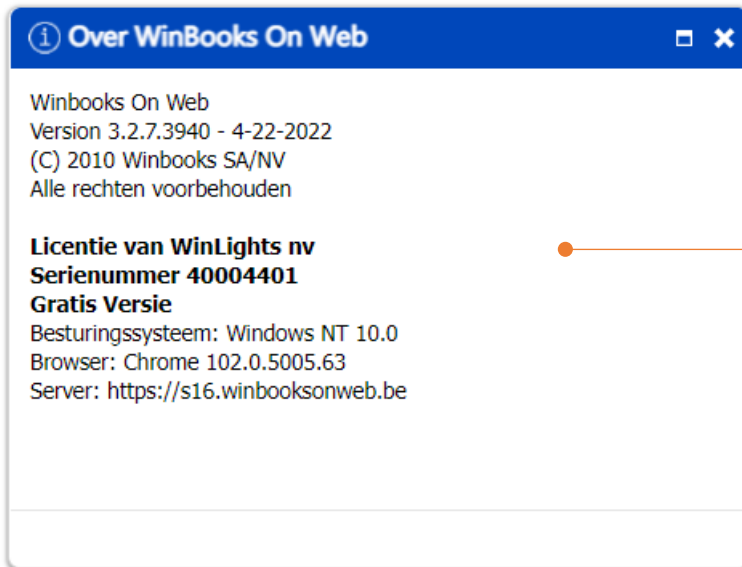 Over WinBooks On Web
Winbooks On Web
Version 3.2.7.3940 - 4-22-2022
(C) 2010 Winbooks SA/NV
Alle rechten voorbehouden
Licentie van WinLights nv
Serienummer 40004401
Gratis Versie
Besturingssysteem: Windows NT 10.0
Browser: Chrome 102.0.5005.63
Server: https://s16.winbooksonweb.be